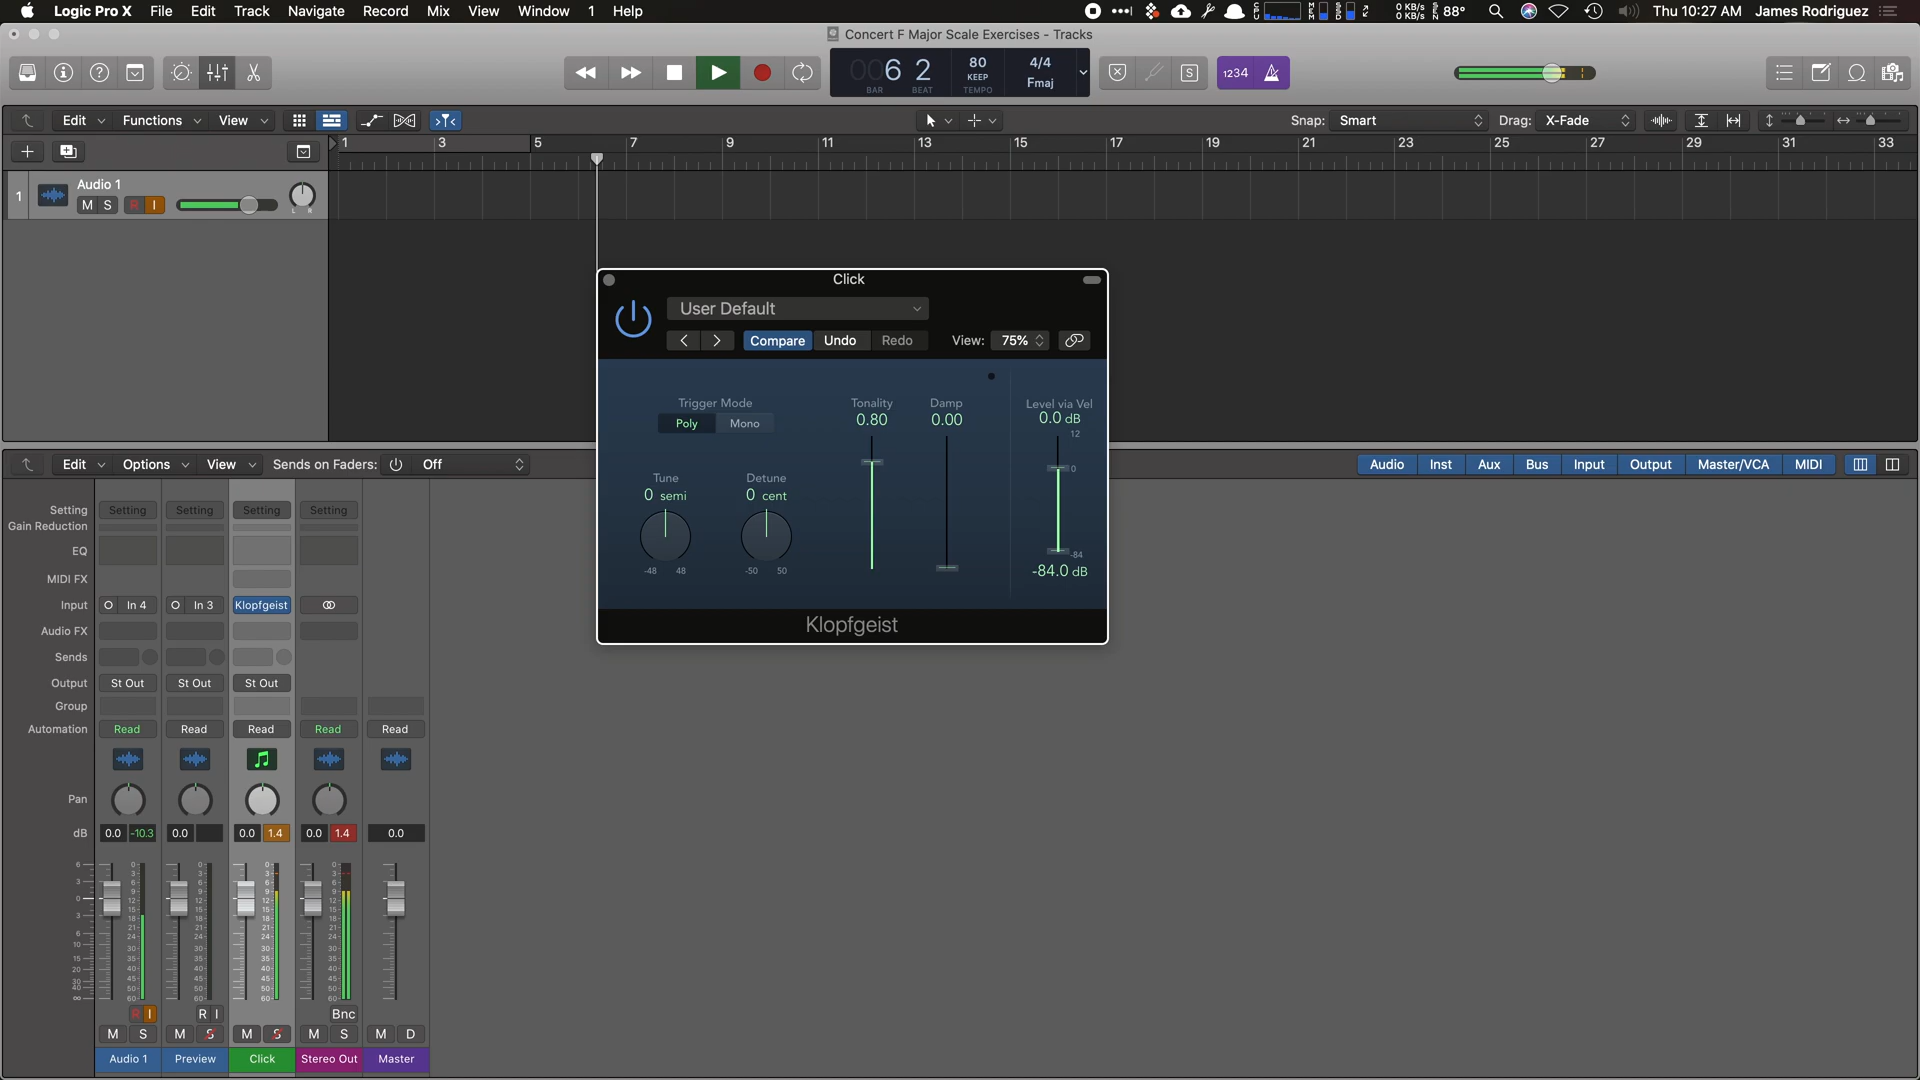 Logic Pro X File Edit Track Navigate Record Mix View Window 1 Help
0 KB/s 0 KB/s 88° Thu 10:27 AM James Rodriguez
Concert F Major Scale Exercises - Tracks
006 2 80 4/4
KEEP Fmaj
BAR BEAT TEMPO
S 1234
Edit Functions View Snap: Smart Drag: X-Fade
1 3 5 7 9 11 13 15 17 19 21 23 25 27 29 31 33
1 Audio 1
M S R I L R
Click
User Default
Compare Undo Redo View: 75%
Trigger Mode Tonality Damp Level via Vel
Poly Mono 0.80 0.00 0.0 dB
12
0
Tune Detune
0 semi 0 cent
-48 48 -50 50
-84
-84.0 dB
Klopfgeist
Edit Options View Sends on Faders: Off Audio Inst Aux Bus Input Output Master/VCA MIDI
Setting Setting Setting Setting Setting
Gain Reduction
EQ
MIDI FX
Input In 4 In 3 Klopfgeist
Audio FX
Sends
Output St Out St Out St Out
Group
Automation Read Read Read Read Read
Pan
dB 0.0 -10.3 0.0 0.0 1.4 0.0 1.4 0.0
R I R I Bnc
M S M S M S M S M D
Audio 1 Preview Click Stereo Out Master